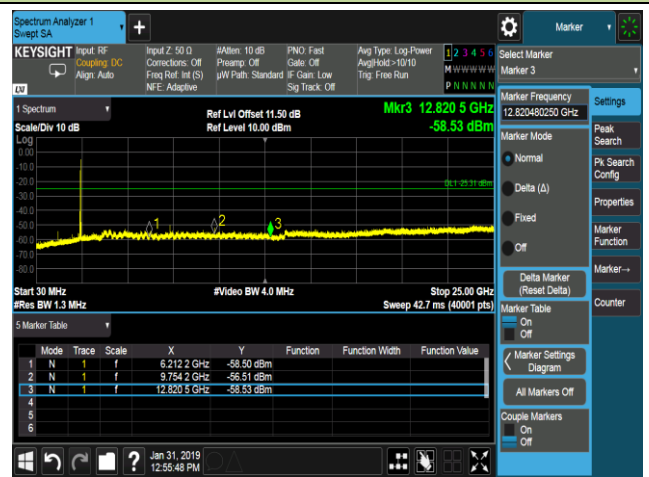 Spectrum Analyzer 1
Swept SA
Marker
KEYSIGHT
Input: RF
Coupling: DC
Align: Auto
Input Z: 50 Ω
Corrections: Off
Freq Ref: Int (S)
NFE: Adaptive
#Atten: 10 dB
Preamp: Off
µW Path: Standard
PNO: Fast
Gate: Off
IF Gain: Low
Sig Track: Off
Avg Type: Log-Power
Avg|Hold:>10/10
Trig: Free Run
1 2 3 4 5 6
M W W W W W
P N N N N N
LXI
Select Marker
Marker 3
1 Spectrum
Scale/Div 10 dB
Ref Lvl Offset 11.50 dB
Ref Level 10.00 dBm
Mkr3 12.820 5 GHz
-58.53 dBm
Log
0.00
-10.0
-20.0
-30.0
-40.0
-50.0
-60.0
-70.0
-80.0
DL1 -25.31 dBm
1
2
3
Start 30 MHz
#Res BW 1.3 MHz
#Video BW 4.0 MHz
Stop 25.00 GHz
Sweep 42.7 ms (40001 pts)
5 Marker Table
Mode Trace Scale X Y Function Function Width Function Value
1 N 1 f 6.212 2 GHz -58.50 dBm
2 N 1 f 9.754 2 GHz -56.51 dBm
3 N 1 f 12.820 5 GHz -58.53 dBm
4
5
6
Marker Frequency
12.820480250 GHz
Marker Mode
Normal
Delta (Δ)
Fixed
Off
Delta Marker
(Reset Delta)
Marker Table
On
Off
Marker Settings
Diagram
All Markers Off
Couple Markers
On
Off
Settings
Peak
Search
Pk Search
Config
Properties
Marker
Function
Marker→
Counter
?
Jan 31, 2019
12:55:48 PM